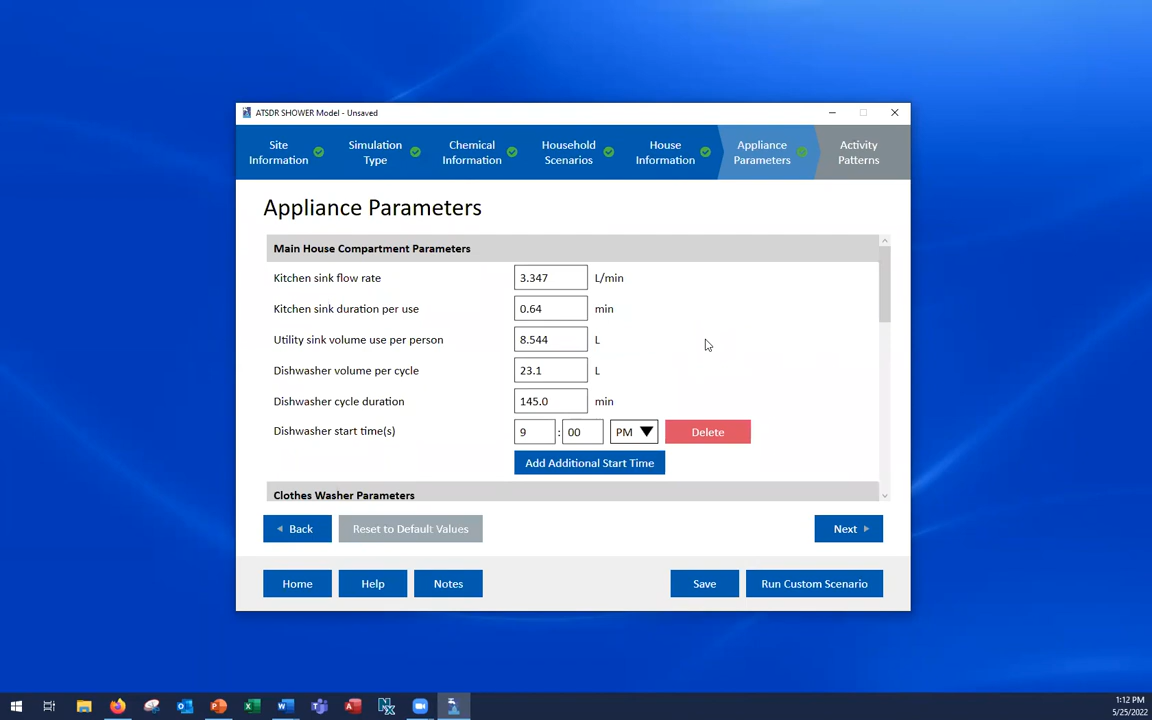 ATSDR SHOWER Model - Unsaved
Site Information
Simulation Type
Chemical Information
Household Scenarios
House Information
Appliance Parameters
Activity Patterns
Appliance Parameters
Main House Compartment Parameters
Kitchen sink flow rate 3.347 L/min
Kitchen sink duration per use 0.64 min
Utility sink volume use per person 8.544 L
Dishwasher volume per cycle 23.1 L
Dishwasher cycle duration 145.0 min
Dishwasher start time(s) 9 : 00 PM Delete
Add Additional Start Time
Clothes Washer Parameters
Back Reset to Default Values Next
Home Help Notes Save Run Custom Scenario
1:12 PM
5/25/2022